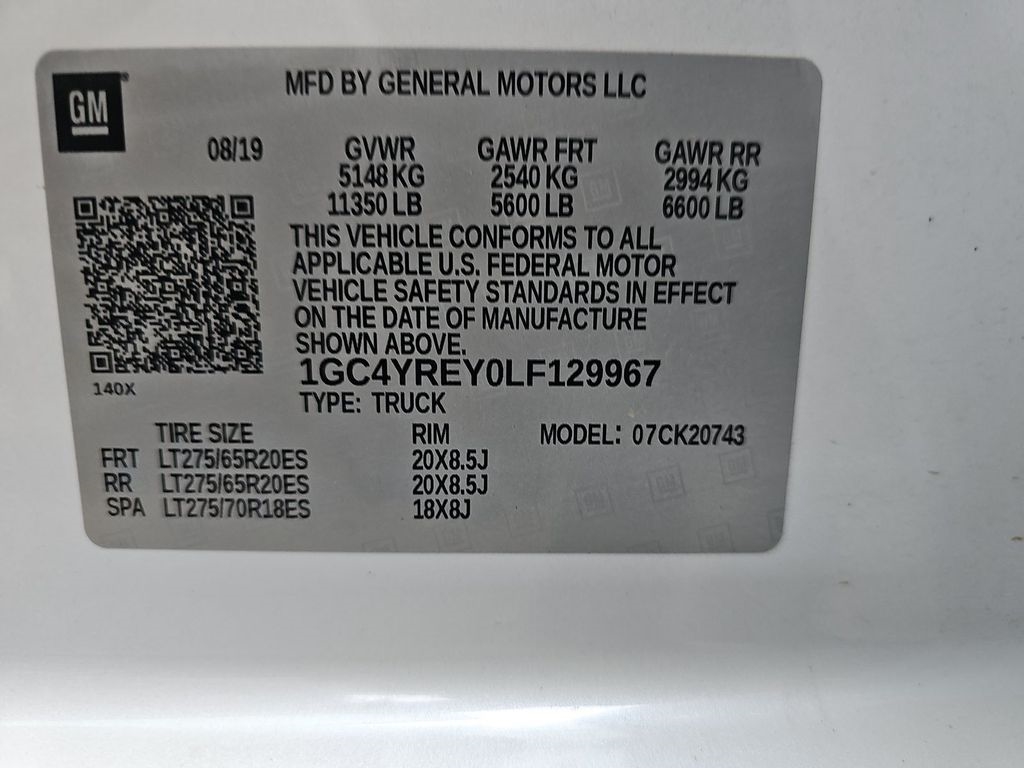 GM
MFD BY GENERAL MOTORS LLC
08/19 GVWR GAWR FRT GAWR RR
5148 KG 2540 KG 2994 KG
11350 LB 5600 LB 6600 LB
THIS VEHICLE CONFORMS TO ALL
APPLICABLE U.S. FEDERAL MOTOR
VEHICLE SAFETY STANDARDS IN EFFECT
ON THE DATE OF MANUFACTURE
SHOWN ABOVE.
140X
1GC4YREY0LF129967
TYPE: TRUCK
TIRE SIZE RIM MODEL: 07CK20743
FRT LT275/65R20ES 20X8.5J
RR LT275/65R20ES 20X8.5J
SPA LT275/70R18ES 18X8J